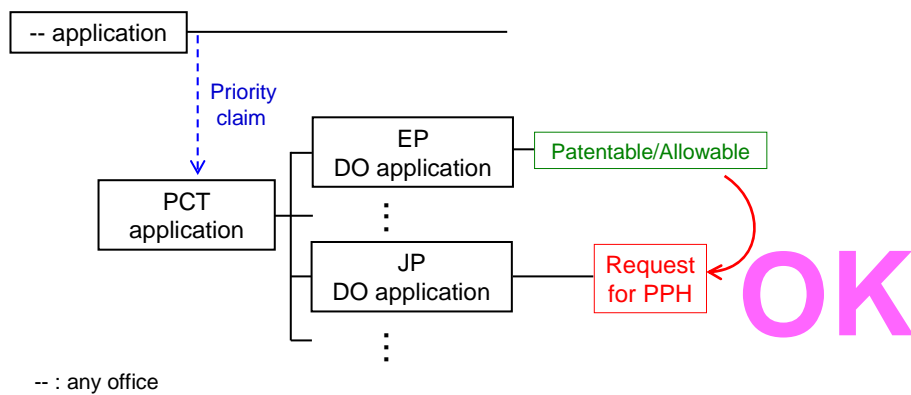 -- application
Priority
claim
EP
DO application
Patentable/Allowable
PCT
application
JP
DO application
Request
for PPH
OK
-- : any office